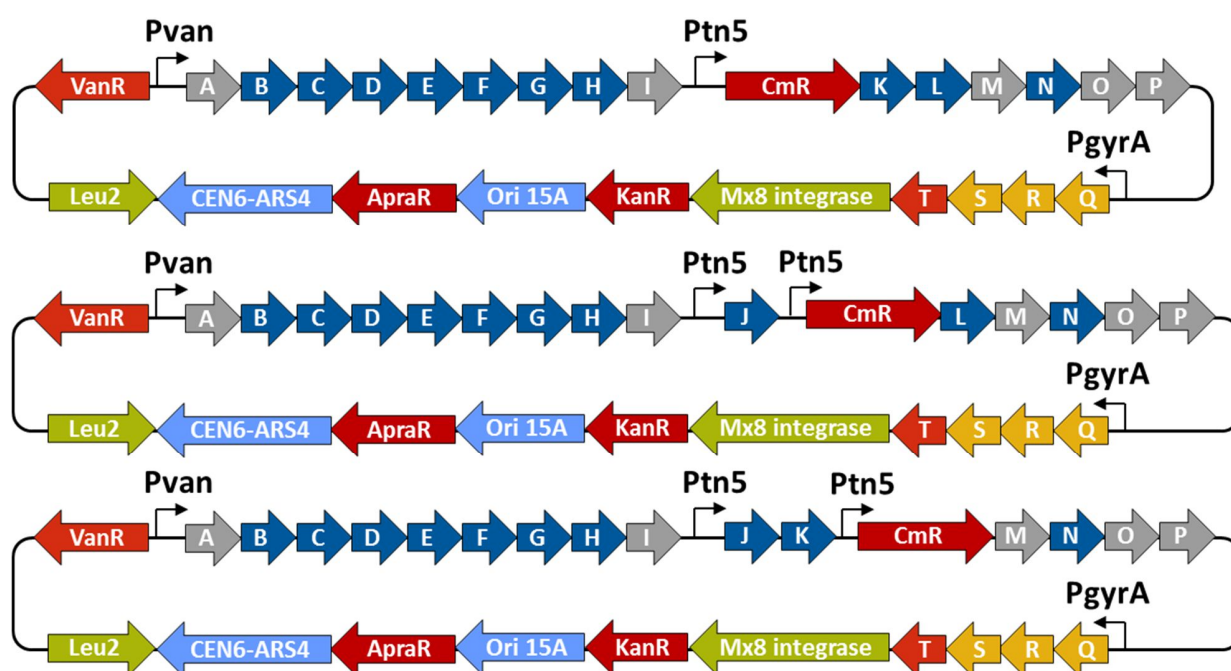 Pvan Ptn5
VanR A B C D E F G H I CmR K L M N O P
PgyrA
Leu2 CEN6-ARS4 ApraR Ori 15A KanR Mx8 integrase T S R Q
Pvan Ptn5 Ptn5
VanR A B C D E F G H I J CmR L M N O P
PgyrA
Leu2 CEN6-ARS4 ApraR Ori 15A KanR Mx8 integrase T S R Q
Pvan Ptn5 Ptn5
VanR A B C D E F G H I J K CmR M N O P
PgyrA
Leu2 CEN6-ARS4 ApraR Ori 15A KanR Mx8 integrase T S R Q